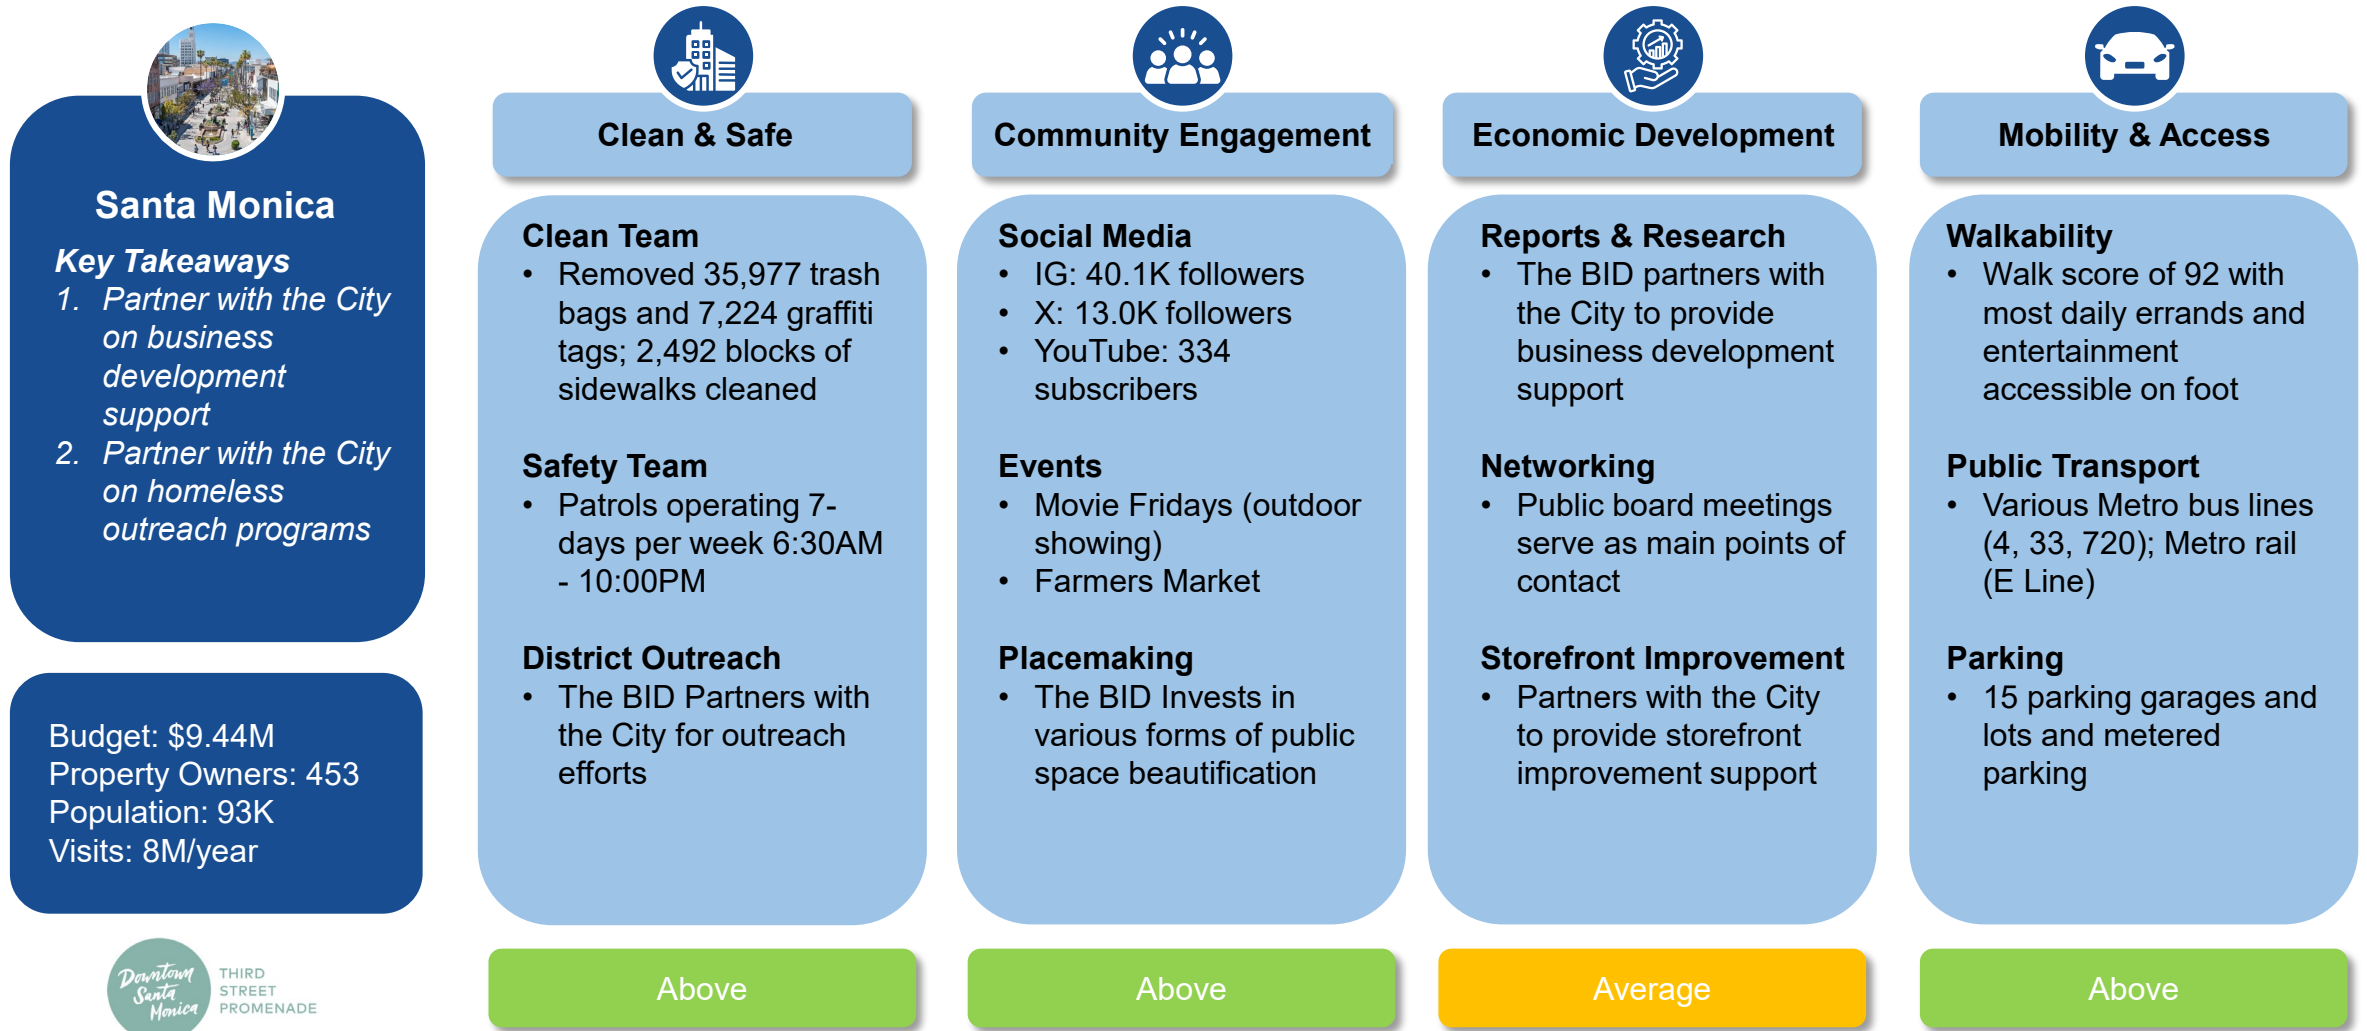 Santa Monica
Key Takeaways
1. Partner with the City
on business
development
support
2. Partner with the City
on homeless
outreach programs
Budget: $9.44M
Property Owners: 453
Population: 93K
Visits: 8M/year
Downtown
Santa
Monica
THIRD
STREET
PROMENADE
Clean & Safe
Clean Team
• Removed 35,977 trash
bags and 7,224 graffiti
tags; 2,492 blocks of
sidewalks cleaned
Safety Team
• Patrols operating 7-
days per week 6:30AM
- 10:00PM
District Outreach
• The BID Partners with
the City for outreach
efforts
Above
Community Engagement
Social Media
• IG: 40.1K followers
• X: 13.0K followers
• YouTube: 334
subscribers
Events
• Movie Fridays (outdoor
showing)
• Farmers Market
Placemaking
• The BID Invests in
various forms of public
space beautification
Above
Economic Development
Reports & Research
• The BID partners with
the City to provide
business development
support
Networking
• Public board meetings
serve as main points of
contact
Storefront Improvement
• Partners with the City
to provide storefront
improvement support
Average
Mobility & Access
Walkability
• Walk score of 92 with
most daily errands and
entertainment
accessible on foot
Public Transport
• Various Metro bus lines
(4, 33, 720); Metro rail
(E Line)
Parking
• 15 parking garages and
lots and metered
parking
Above